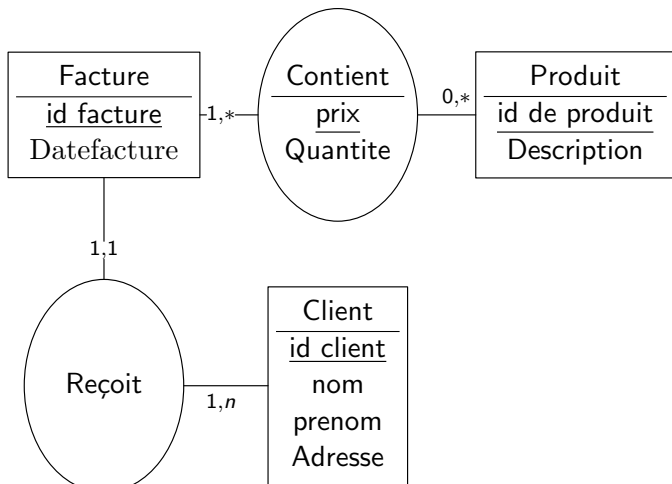 Facture
id facture
Datefacture
1,*
Contient
prix
Quantite
0,*
Produit
id de produit
Description
1,1
Reçoit
1,n
Client
id client
nom
prenom
Adresse